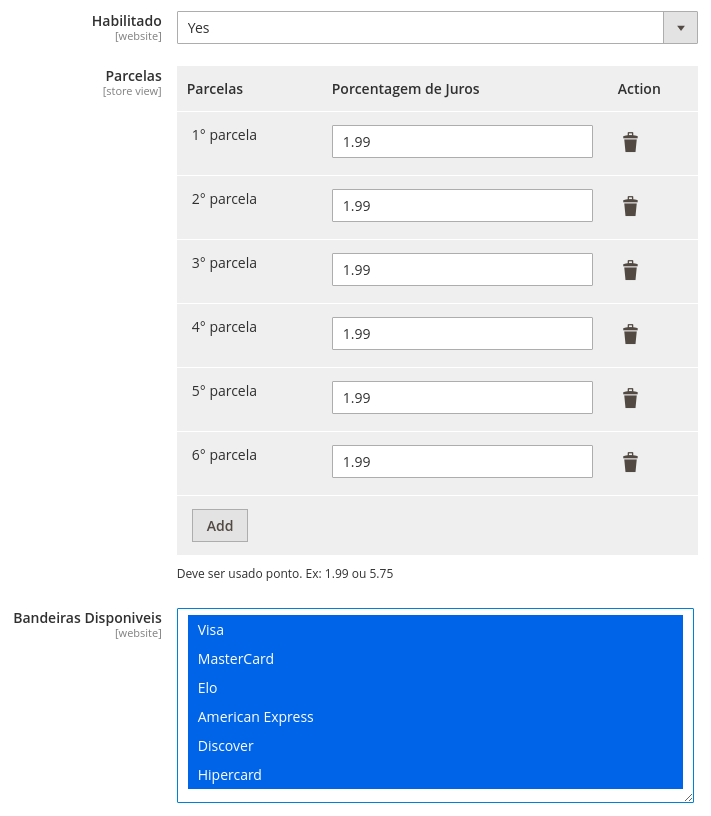 Habilitado
[website]
Yes
Parcelas
[store view]
Parcelas Porcentagem de Juros Action
1° parcela 1.99
2° parcela 1.99
3° parcela 1.99
4° parcela 1.99
5° parcela 1.99
6° parcela 1.99
Add
Deve ser usado ponto. Ex: 1.99 ou 5.75
Bandeiras Disponiveis
[website]
Visa
MasterCard
Elo
American Express
Discover
Hipercard